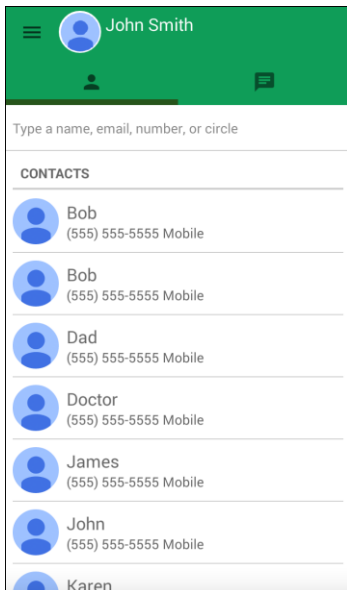 John Smith
Type a name, email, number, or circle
CONTACTS
Bob
(555) 555-5555 Mobile
Bob
(555) 555-5555 Mobile
Dad
(555) 555-5555 Mobile
Doctor
(555) 555-5555 Mobile
James
(555) 555-5555 Mobile
John
(555) 555-5555 Mobile
Karen